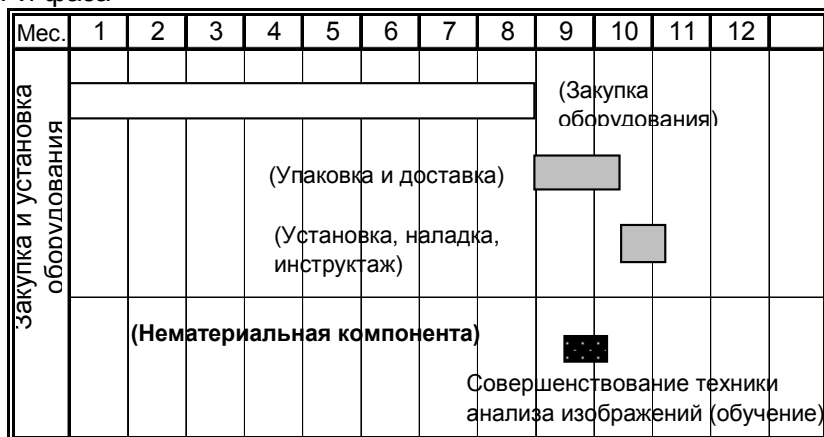 Мес. 1 2 3 4 5 6 7 8 9 10 11 12
Закупка и установка
оборудования
(Закупка
оборудования)
(Упаковка и доставка)
(Установка, наладка,
инструктаж)
(Нематериальная компонента)
Совершенствование техники
анализа изображений (обучение)